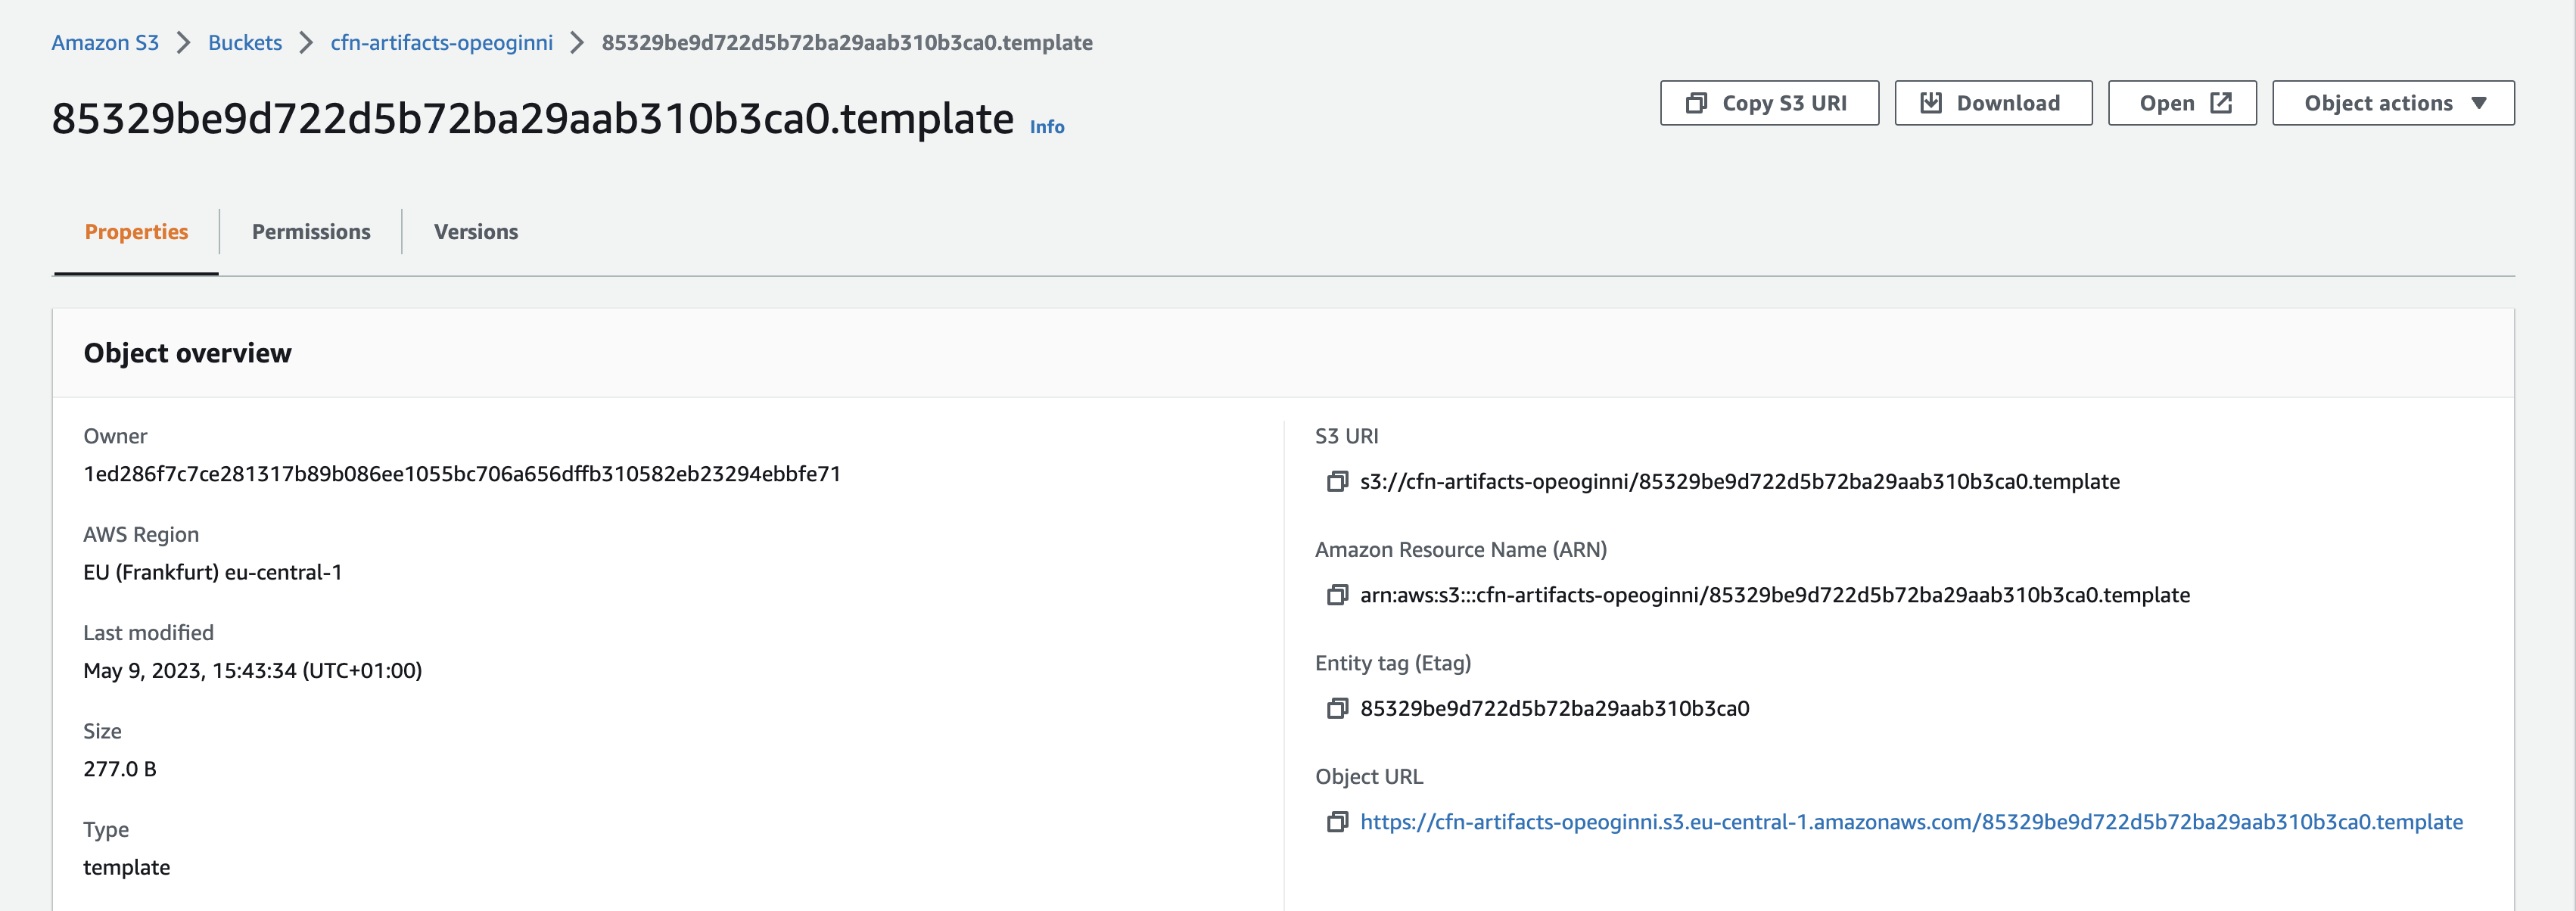 Amazon S3 > Buckets > cfn-artifacts-opeoginni > 85329be9d722d5b72ba29aab310b3ca0.template
85329be9d722d5b72ba29aab310b3ca0.template Info
Copy S3 URI
Download
Open
Object actions
Properties
Permissions
Versions
Object overview
Owner
1ed286f7c7ce281317b89b086ee1055bc706a656dffb310582eb23294ebbfe71
AWS Region
EU (Frankfurt) eu-central-1
Last modified
May 9, 2023, 15:43:34 (UTC+01:00)
Size
277.0 B
Type
template
S3 URI
s3://cfn-artifacts-opeoginni/85329be9d722d5b72ba29aab310b3ca0.template
Amazon Resource Name (ARN)
arn:aws:s3:::cfn-artifacts-opeoginni/85329be9d722d5b72ba29aab310b3ca0.template
Entity tag (Etag)
85329be9d722d5b72ba29aab310b3ca0
Object URL
https://cfn-artifacts-opeoginni.s3.eu-central-1.amazonaws.com/85329be9d722d5b72ba29aab310b3ca0.template